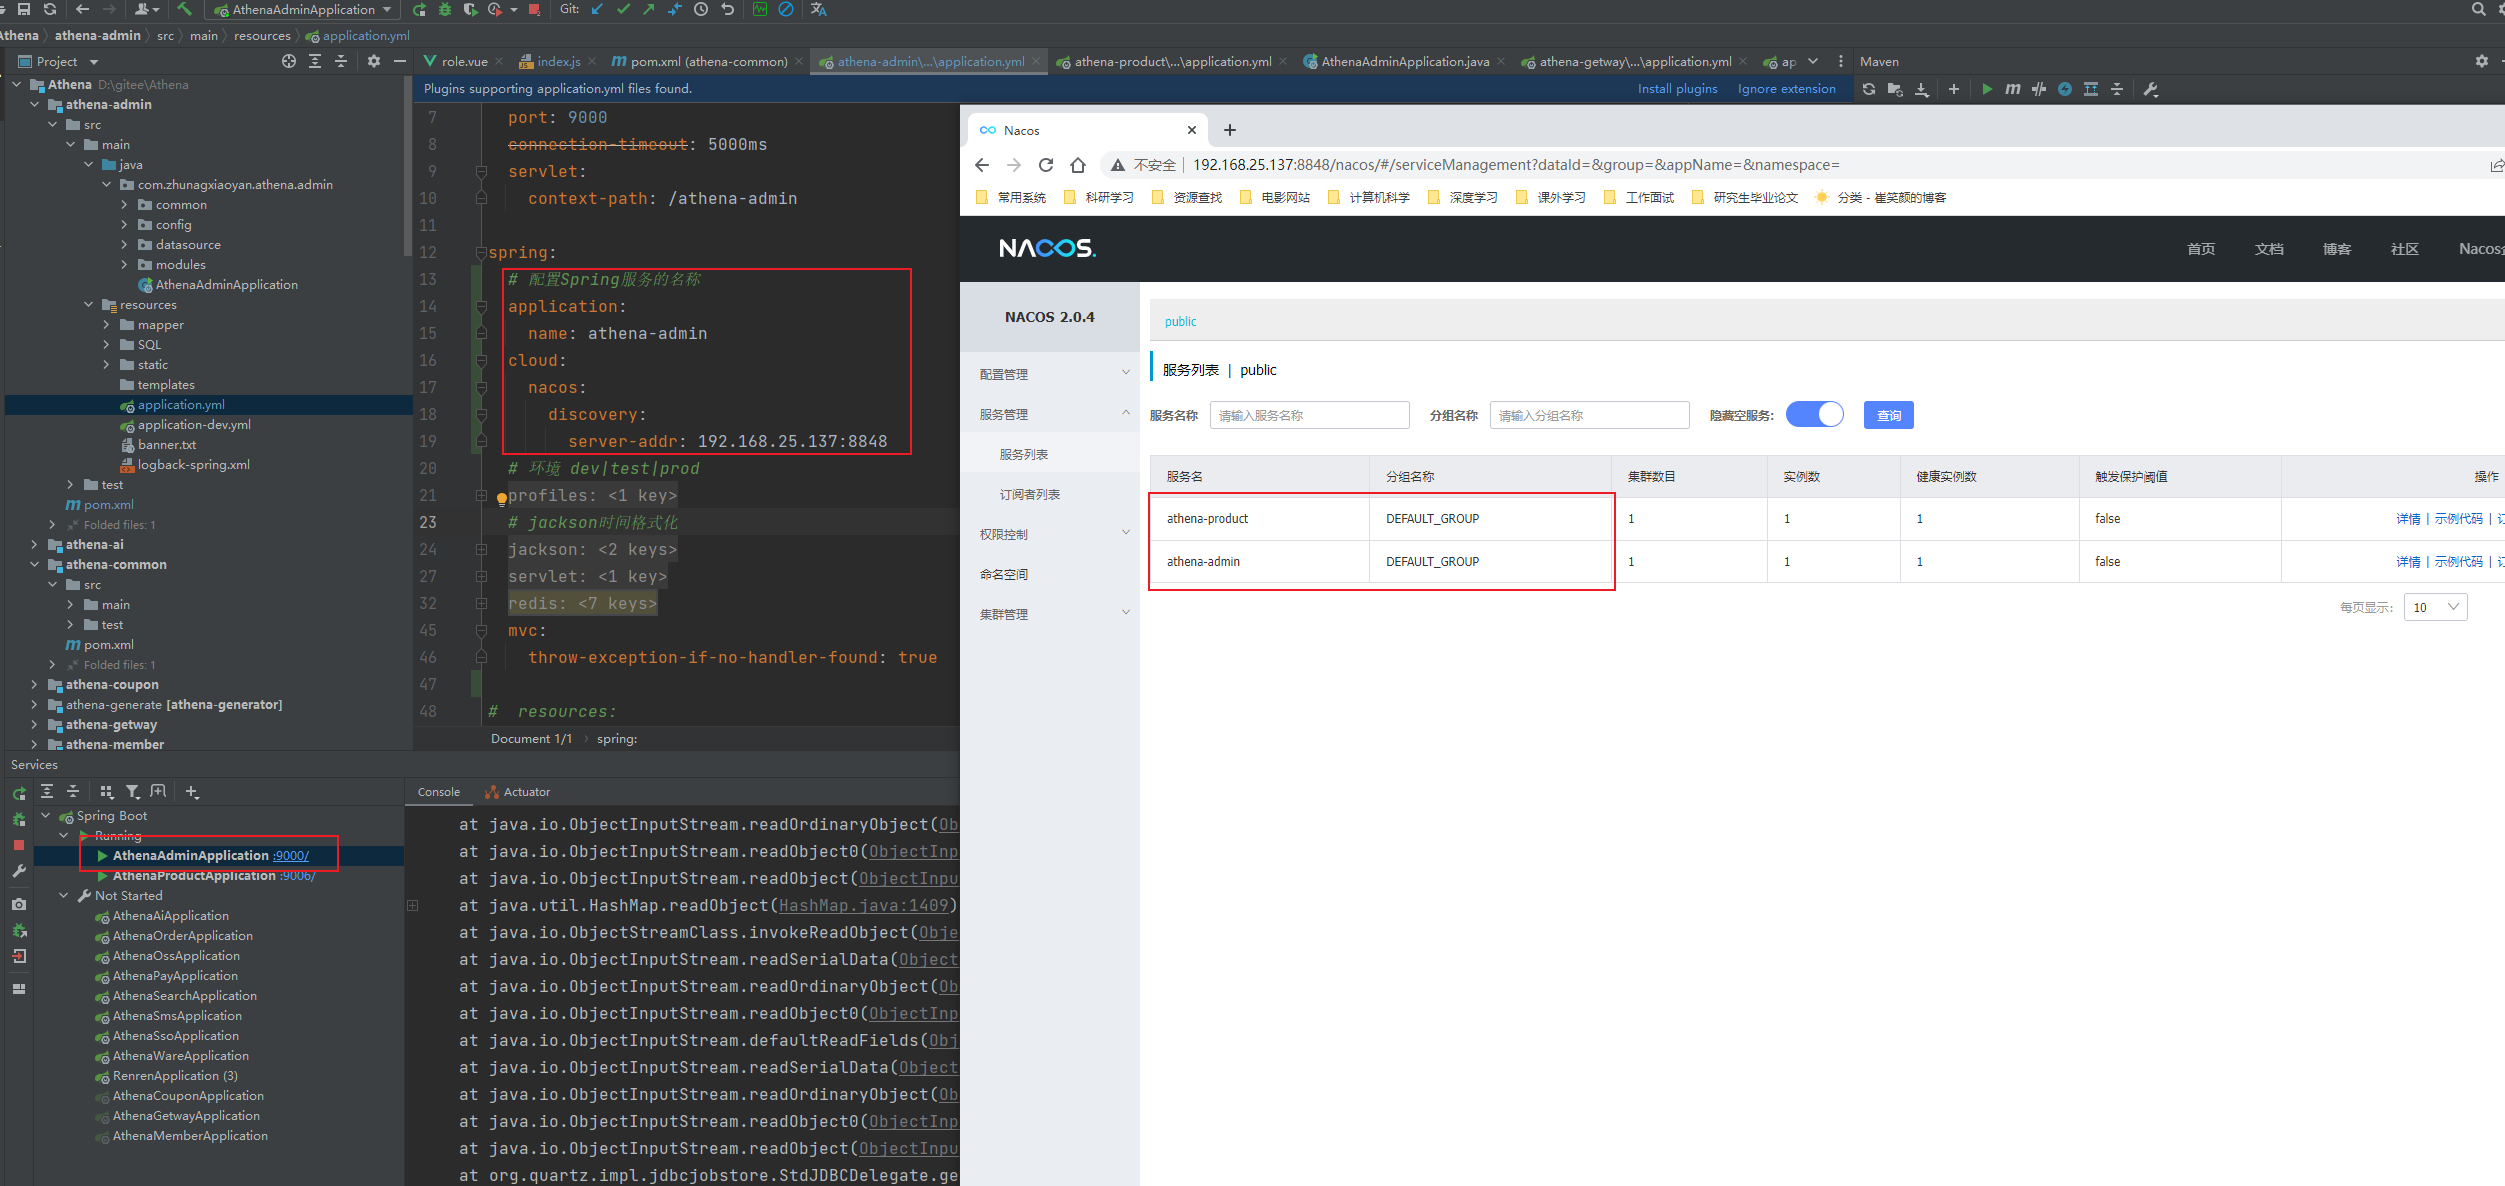 AthenaAdminApplication
Git:
Athena
athena-admin
src
main
resources
application.yml
Project
role.vue
index.js
pom.xml (athena-common)
athena-admin\...\application.yml
athena-product\...\application.yml
AthenaAdminApplication.java
athena-getway\...\application.yml
ap
Maven
Plugins supporting application.yml files found.
Install plugins
Ignore extension
Athena D:\gitee\Athena
athena-admin
src
main
java
com.zhunagxiaoyan.athena.admin
common
config
datasource
modules
AthenaAdminApplication
resources
mapper
SQL
static
templates
application.yml
application-dev.yml
banner.txt
logback-spring.xml
test
pom.xml
Folded files: 1
athena-ai
athena-common
src
main
test
pom.xml
Folded files: 1
athena-coupon
athena-generate [athena-generator]
athena-getway
athena-member
7 port: 9000
8 connection-timeout: 5000ms
9 servlet:
10 context-path: /athena-admin
11
12 spring:
13 # 配置Spring服务的名称
14 application:
15 name: athena-admin
16 cloud:
17 nacos:
18 discovery:
19 server-addr: 192.168.25.137:8848
20 # 环境 dev|test|prod
21 profiles: <1 key>
23 # jackson时间格式化
24 jackson: <2 keys>
27 servlet: <1 key>
32 redis: <7 keys>
45 mvc:
46 throw-exception-if-no-handler-found: true
47
48 # resources:
Document 1/1
spring:
Nacos
不安全
192.168.25.137:8848/nacos/#/serviceManagement?dataId=&group=&appName=&namespace=
常用系统
科研学习
资源查找
电影网站
计算机科学
深度学习
课外学习
工作面试
研究生毕业论文
分类 - 崔笑颜的博客
NACOS.
首页
文档
博客
社区
NACOS 2.0.4
配置管理
服务管理
服务列表
订阅者列表
权限控制
命名空间
集群管理
public
服务列表 | public
服务名称
请输入服务名称
分组名称
请输入分组名称
隐藏空服务:
查询
服务名 分组名称 集群数目 实例数 健康实例数 触发保护阈值 操作
athena-product DEFAULT_GROUP 1 1 1 false 详情 | 示例代码 |
athena-admin DEFAULT_GROUP 1 1 1 false 详情 | 示例代码 |
每页显示: 10
Services
Console
Actuator
Spring Boot
Running
AthenaAdminApplication :9000/
AthenaProductApplication :9006/
Not Started
AthenaAiApplication
AthenaOrderApplication
AthenaOssApplication
AthenaPayApplication
AthenaSearchApplication
AthenaSmsApplication
AthenaSsoApplication
AthenaWareApplication
RenrenApplication (3)
AthenaCouponApplication
AthenaGetwayApplication
AthenaMemberApplication
at java.io.ObjectInputStream.readOrdinaryObject(Ob
at java.io.ObjectInputStream.readObject0(ObjectInp
at java.io.ObjectInputStream.readObject(ObjectInpu
at java.util.HashMap.readObject(HashMap.java:1409)
at java.io.ObjectStreamClass.invokeReadObject(Obje
at java.io.ObjectInputStream.readSerialData(Object
at java.io.ObjectInputStream.readOrdinaryObject(Ob
at java.io.ObjectInputStream.readObject0(ObjectInp
at java.io.ObjectInputStream.defaultReadFields(Obj
at java.io.ObjectInputStream.readSerialData(Object
at java.io.ObjectInputStream.readOrdinaryObject(Ob
at java.io.ObjectInputStream.readObject0(ObjectInp
at java.io.ObjectInputStream.readObject(ObjectInpu
at org.quartz.impl.jdbcjobstore.StdJDBCDelegate.ge